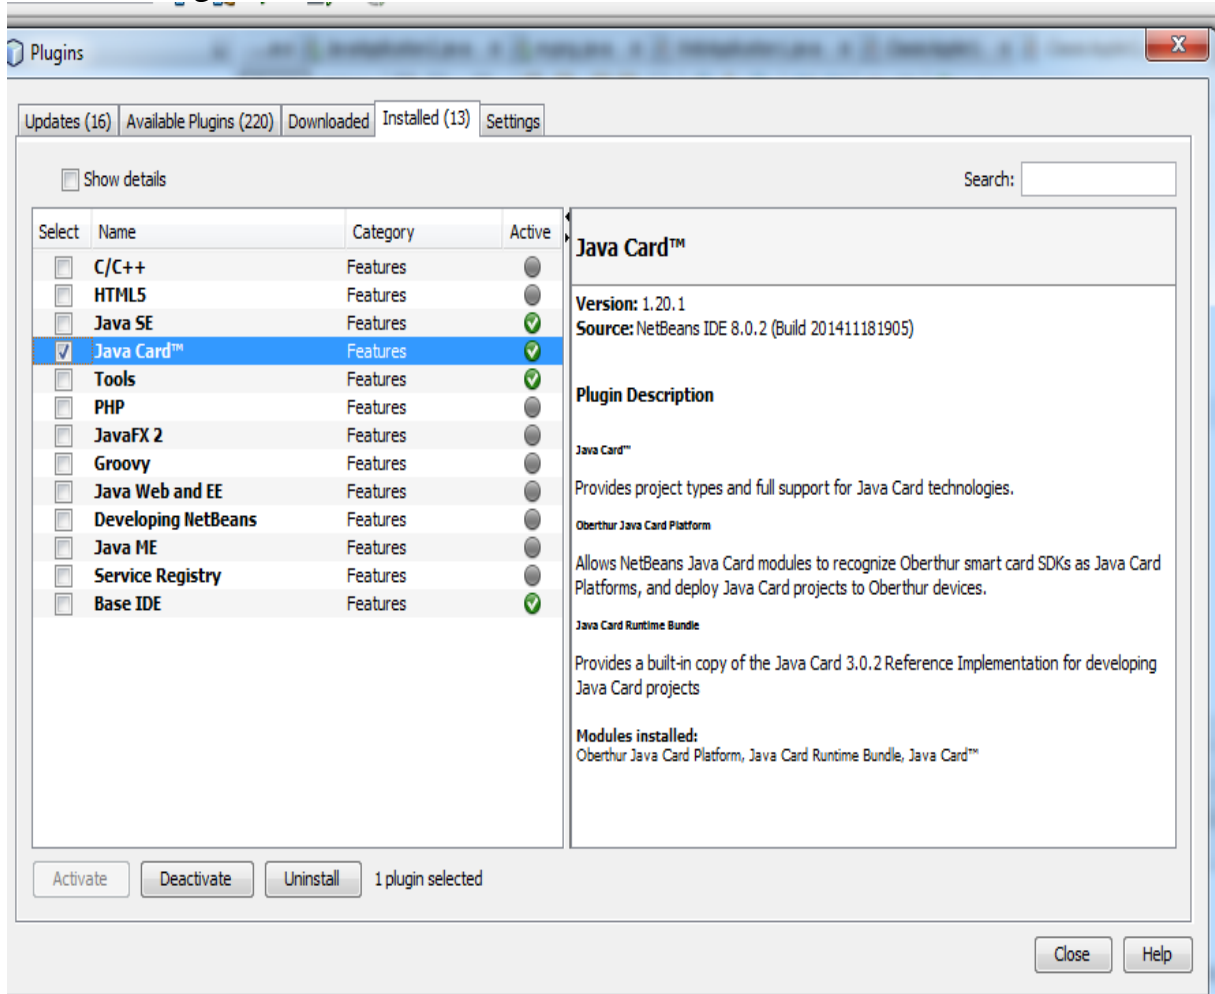 Plugins
X
Updates (16) Available Plugins (220) Downloaded Installed (13) Settings
Show details
Search:
Select Name Category Active
C/C++ Features
HTML5 Features
Java SE Features
Java Card™ Features
Tools Features
PHP Features
JavaFX 2 Features
Groovy Features
Java Web and EE Features
Developing NetBeans Features
Java ME Features
Service Registry Features
Base IDE Features
Java Card™
Version: 1.20.1
Source: NetBeans IDE 8.0.2 (Build 201411181905)
Plugin Description
Java Card™
Provides project types and full support for Java Card technologies.
Oberthur Java Card Platform
Allows NetBeans Java Card modules to recognize Oberthur smart card SDKs as Java Card
Platforms, and deploy Java Card projects to Oberthur devices.
Java Card Runtime Bundle
Provides a built-in copy of the Java Card 3.0.2 Reference Implementation for developing
Java Card projects
Modules installed:
Oberthur Java Card Platform, Java Card Runtime Bundle, Java Card™
Activate Deactivate Uninstall 1 plugin selected
Close Help